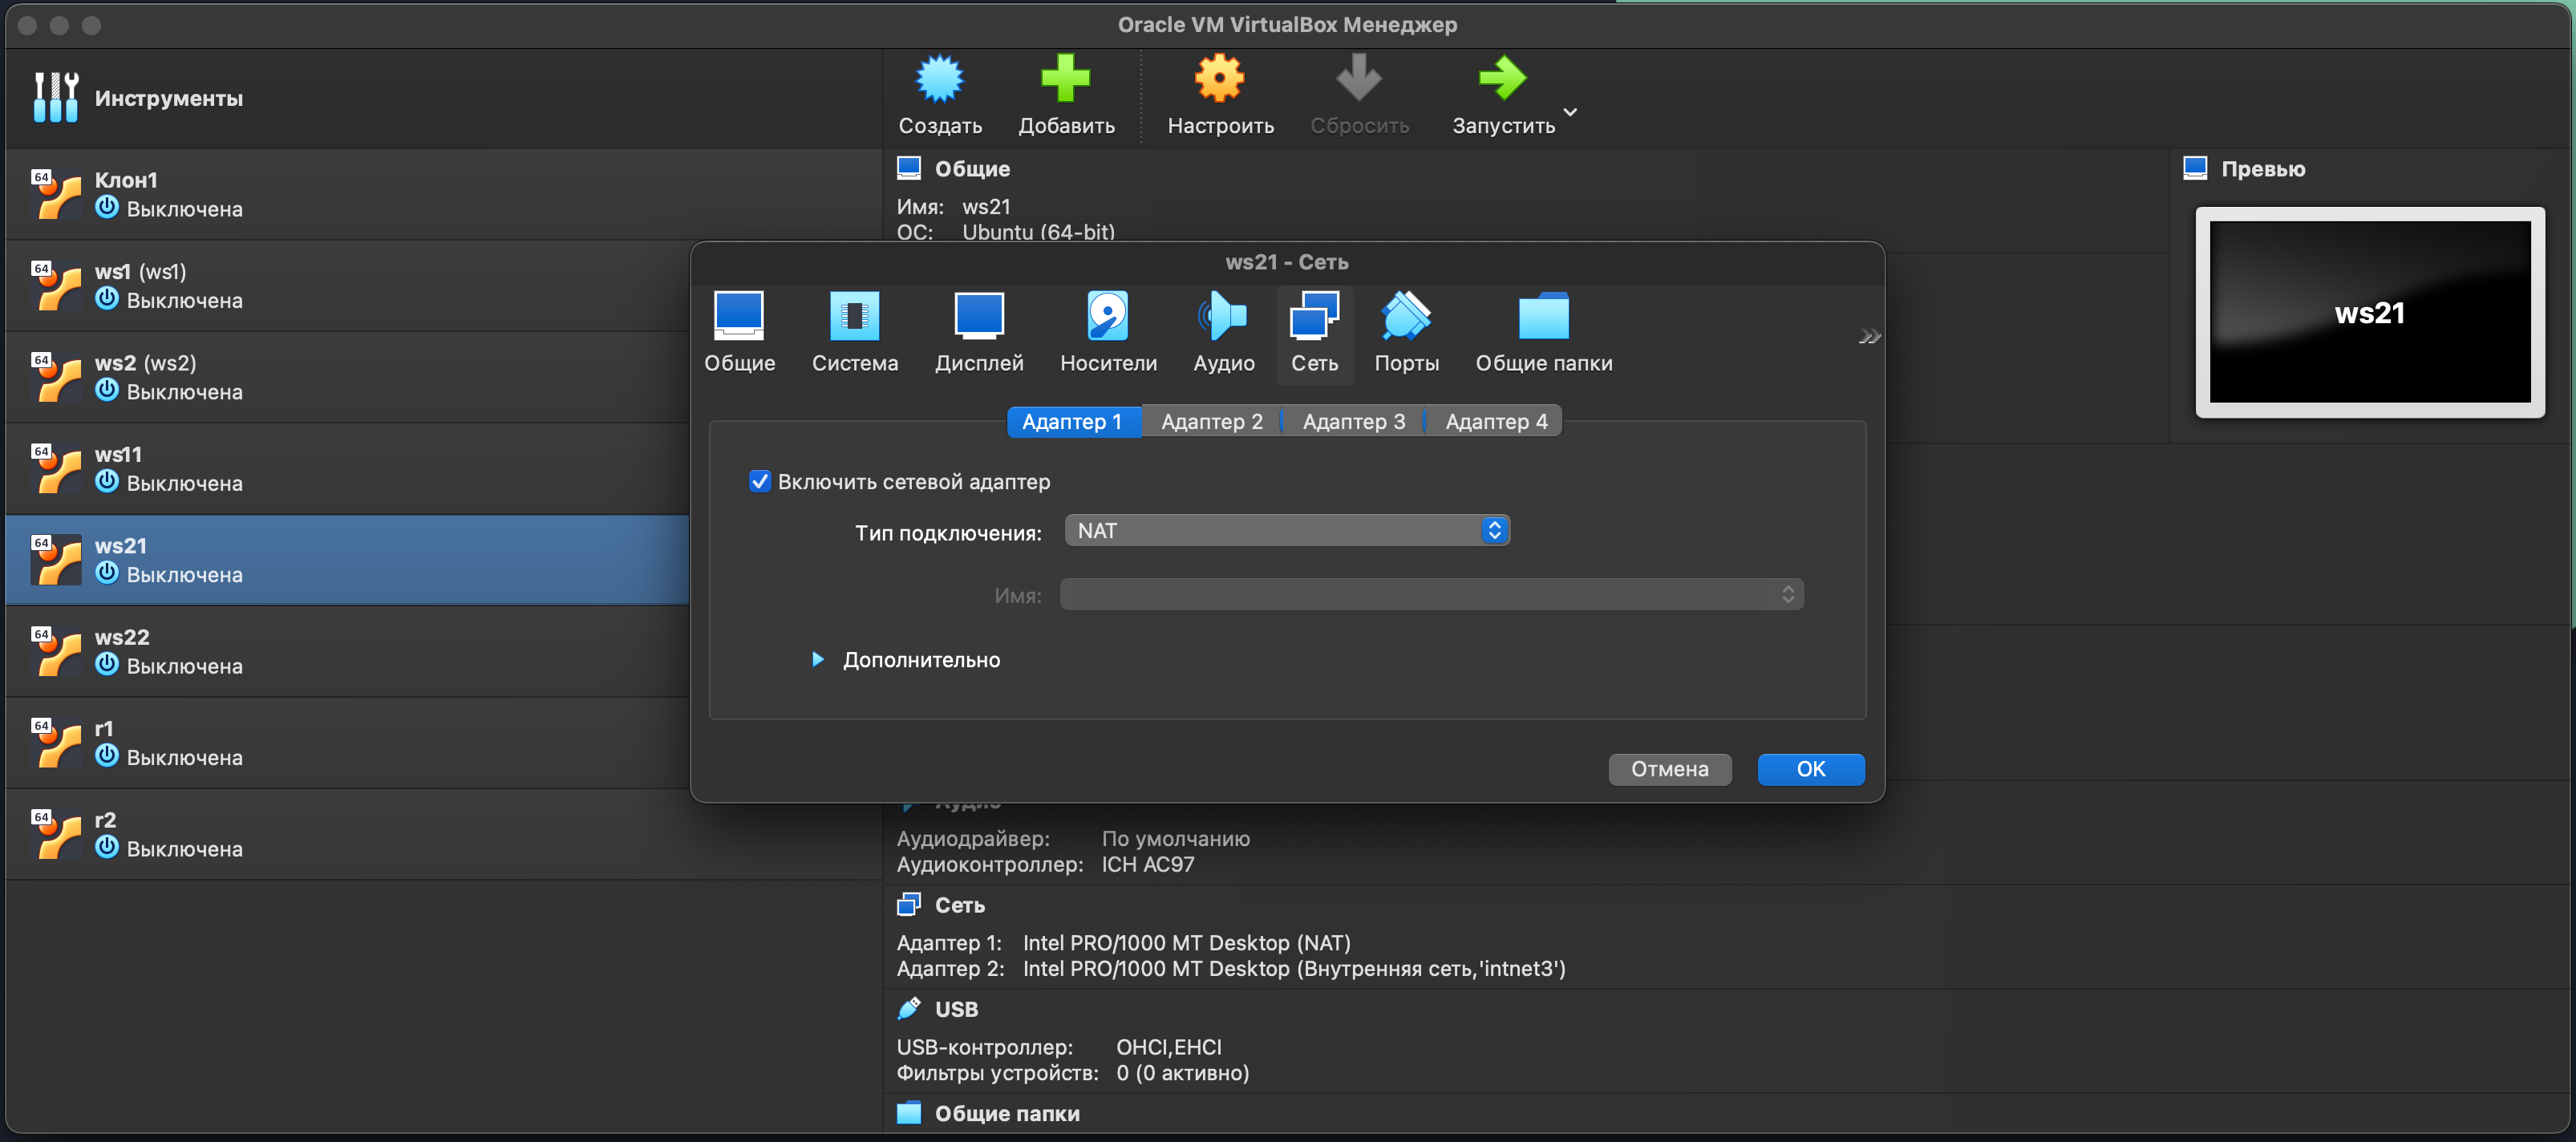 Oracle VM VirtualBox Менеджер
Инструменты
Создать
Добавить
Настроить
Сбросить
Запустить
64
Клон1
Выключена
64
ws1 (ws1)
Выключена
64
ws2 (ws2)
Выключена
64
ws11
Выключена
64
ws21
Выключена
64
ws22
Выключена
64
r1
Выключена
64
r2
Выключена
Общие
Имя: ws21
ОС: Ubuntu (64-bit)
Превью
ws21
ws21 - Сеть
Общие
Система
Дисплей
Носители
Аудио
Сеть
Порты
Общие папки
Адаптер 1
Адаптер 2
Адаптер 3
Адаптер 4
Включить сетевой адаптер
Тип подключения: NAT
Имя:
Дополнительно
Отмена
OK
Аудио
Аудиодрайвер: По умолчанию
Аудиоконтроллер: ICH AC97
Сеть
Адаптер 1: Intel PRO/1000 MT Desktop (NAT)
Адаптер 2: Intel PRO/1000 MT Desktop (Внутренняя сеть,'intnet3')
USB
USB-контроллер: OHCI,EHCI
Фильтры устройств: 0 (0 активно)
Общие папки